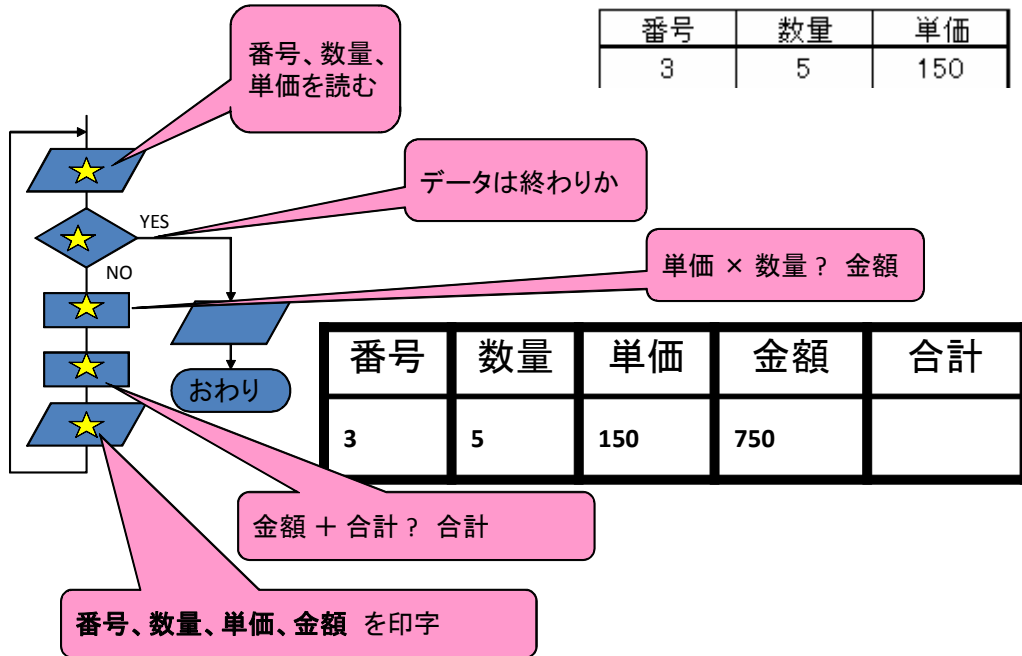 番号、数量、
単価を読む
番号 数量 単価
3 5 150
データは終わりか
YES
NO
単価 × 数量 ? 金額
おわり
番号 数量 単価 金額 合計
3 5 150 750
金額 + 合計 ? 合計
番号、数量、単価、金額 を印字